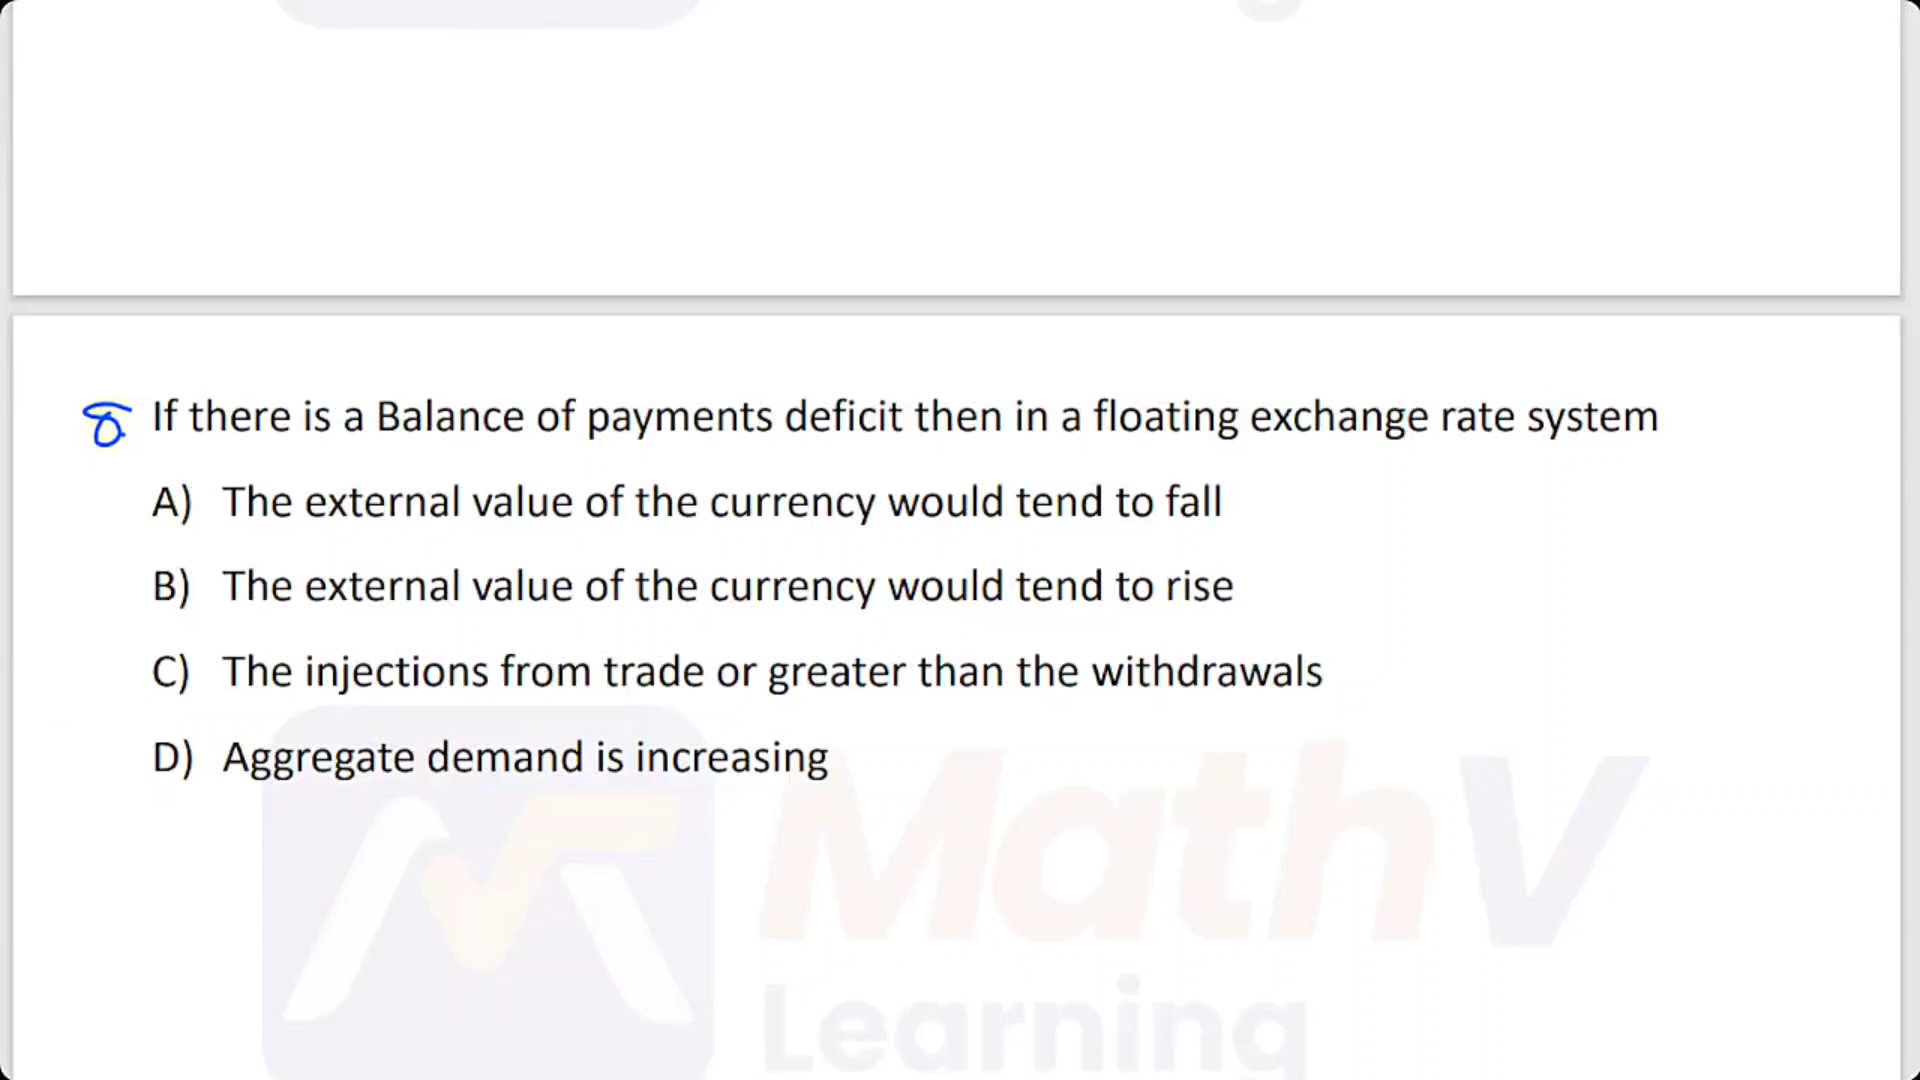 8 If there is a Balance of payments deficit then in a floating exchange rate system
A) The external value of the currency would tend to fall
B) The external value of the currency would tend to rise
C) The injections from trade or greater than the withdrawals
D) Aggregate demand is increasing
MathV
Learning